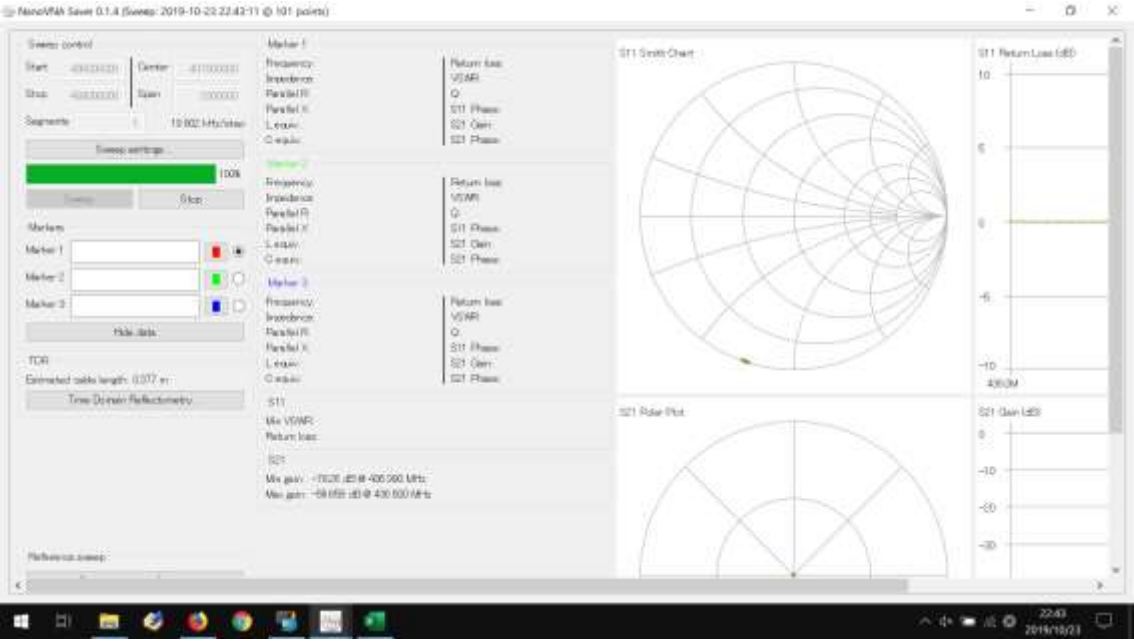 NanoVNA Saver 0.1.4 (Sweep: 2019-10-23 22:43:11 @ 101 points)
Sweep control
Start
Center
Stop
Span
Segments
1
Sweep settings...
100%
Sweep
Stop
Markers
Marker 1
Marker 2
Marker 3
Hide data
TDR
Estimated cable length: 0.377 m
Time Domain Reflectometry
Reference sweep
Marker 1
Frequency:
Impedance:
Parallel R:
Parallel X:
L equiv.:
C equiv.:
Return loss:
VSWR:
Q:
S11 Phase:
S21 Gain:
S21 Phase:
Marker 2
Frequency:
Impedance:
Parallel R:
Parallel X:
L equiv.:
C equiv.:
Return loss:
VSWR:
Q:
S11 Phase:
S21 Gain:
S21 Phase:
Marker 3
Frequency:
Impedance:
Parallel R:
Parallel X:
L equiv.:
C equiv.:
Return loss:
VSWR:
Q:
S11 Phase:
S21 Gain:
S21 Phase:
S11
Min VSWR:
Return loss:
S21
Min gain:
Max gain:
S11 Smith Chart
S21 Polar Plot
S11 Return Loss (dB)
10
5
0
-5
-10
S21 Gain (dB)
0
-10
-20
-30
22:43
2019/10/23